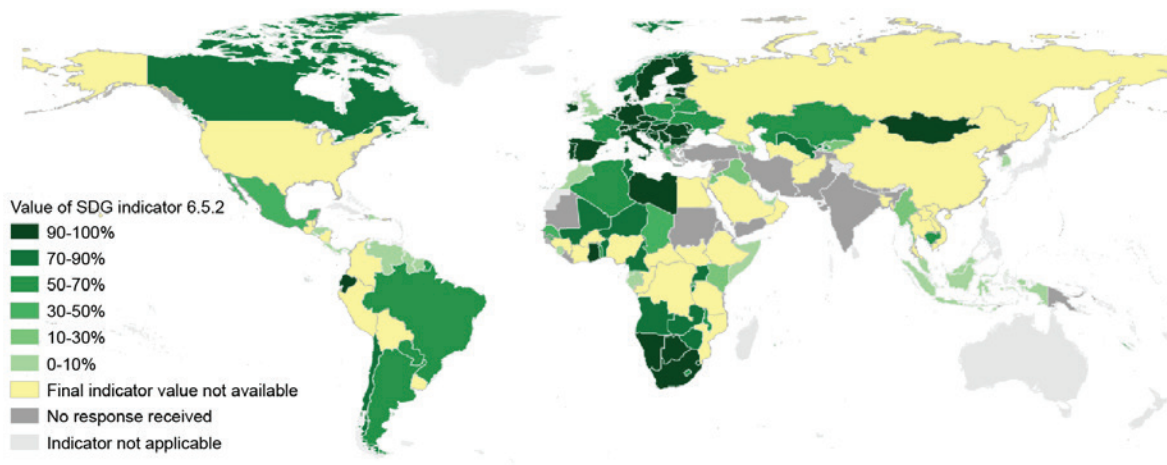 Value of SDG indicator 6.5.2
90-100%
70-90%
50-70%
30-50%
10-30%
0-10%
Final indicator value not available
No response received
Indicator not applicable